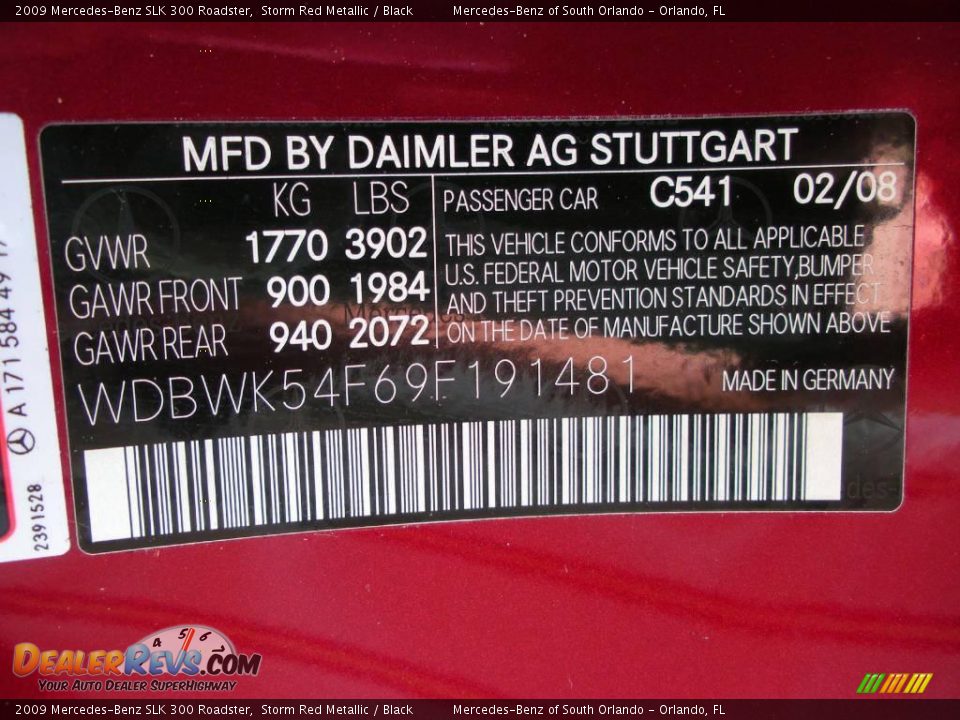 2009 Mercedes-Benz SLK 300 Roadster, Storm Red Metallic / Black Mercedes-Benz of South Orlando - Orlando, FL
MFD BY DAIMLER AG STUTTGART
KG LBS
GVWR 1770 3902
GAWR FRONT 900 1984
GAWR REAR 940 2072
PASSENGER CAR C541 02/08
THIS VEHICLE CONFORMS TO ALL APPLICABLE
U.S. FEDERAL MOTOR VEHICLE SAFETY,BUMPER
AND THEFT PREVENTION STANDARDS IN EFFECT
ON THE DATE OF MANUFACTURE SHOWN ABOVE
WDBWK54F69F191481
MADE IN GERMANY
A 171 584 49 17
2391528
4 5 6 7
DEALERREVS.COM
YOUR AUTO DEALER SUPERHIGHWAY
2009 Mercedes-Benz SLK 300 Roadster, Storm Red Metallic / Black Mercedes-Benz of South Orlando - Orlando, FL